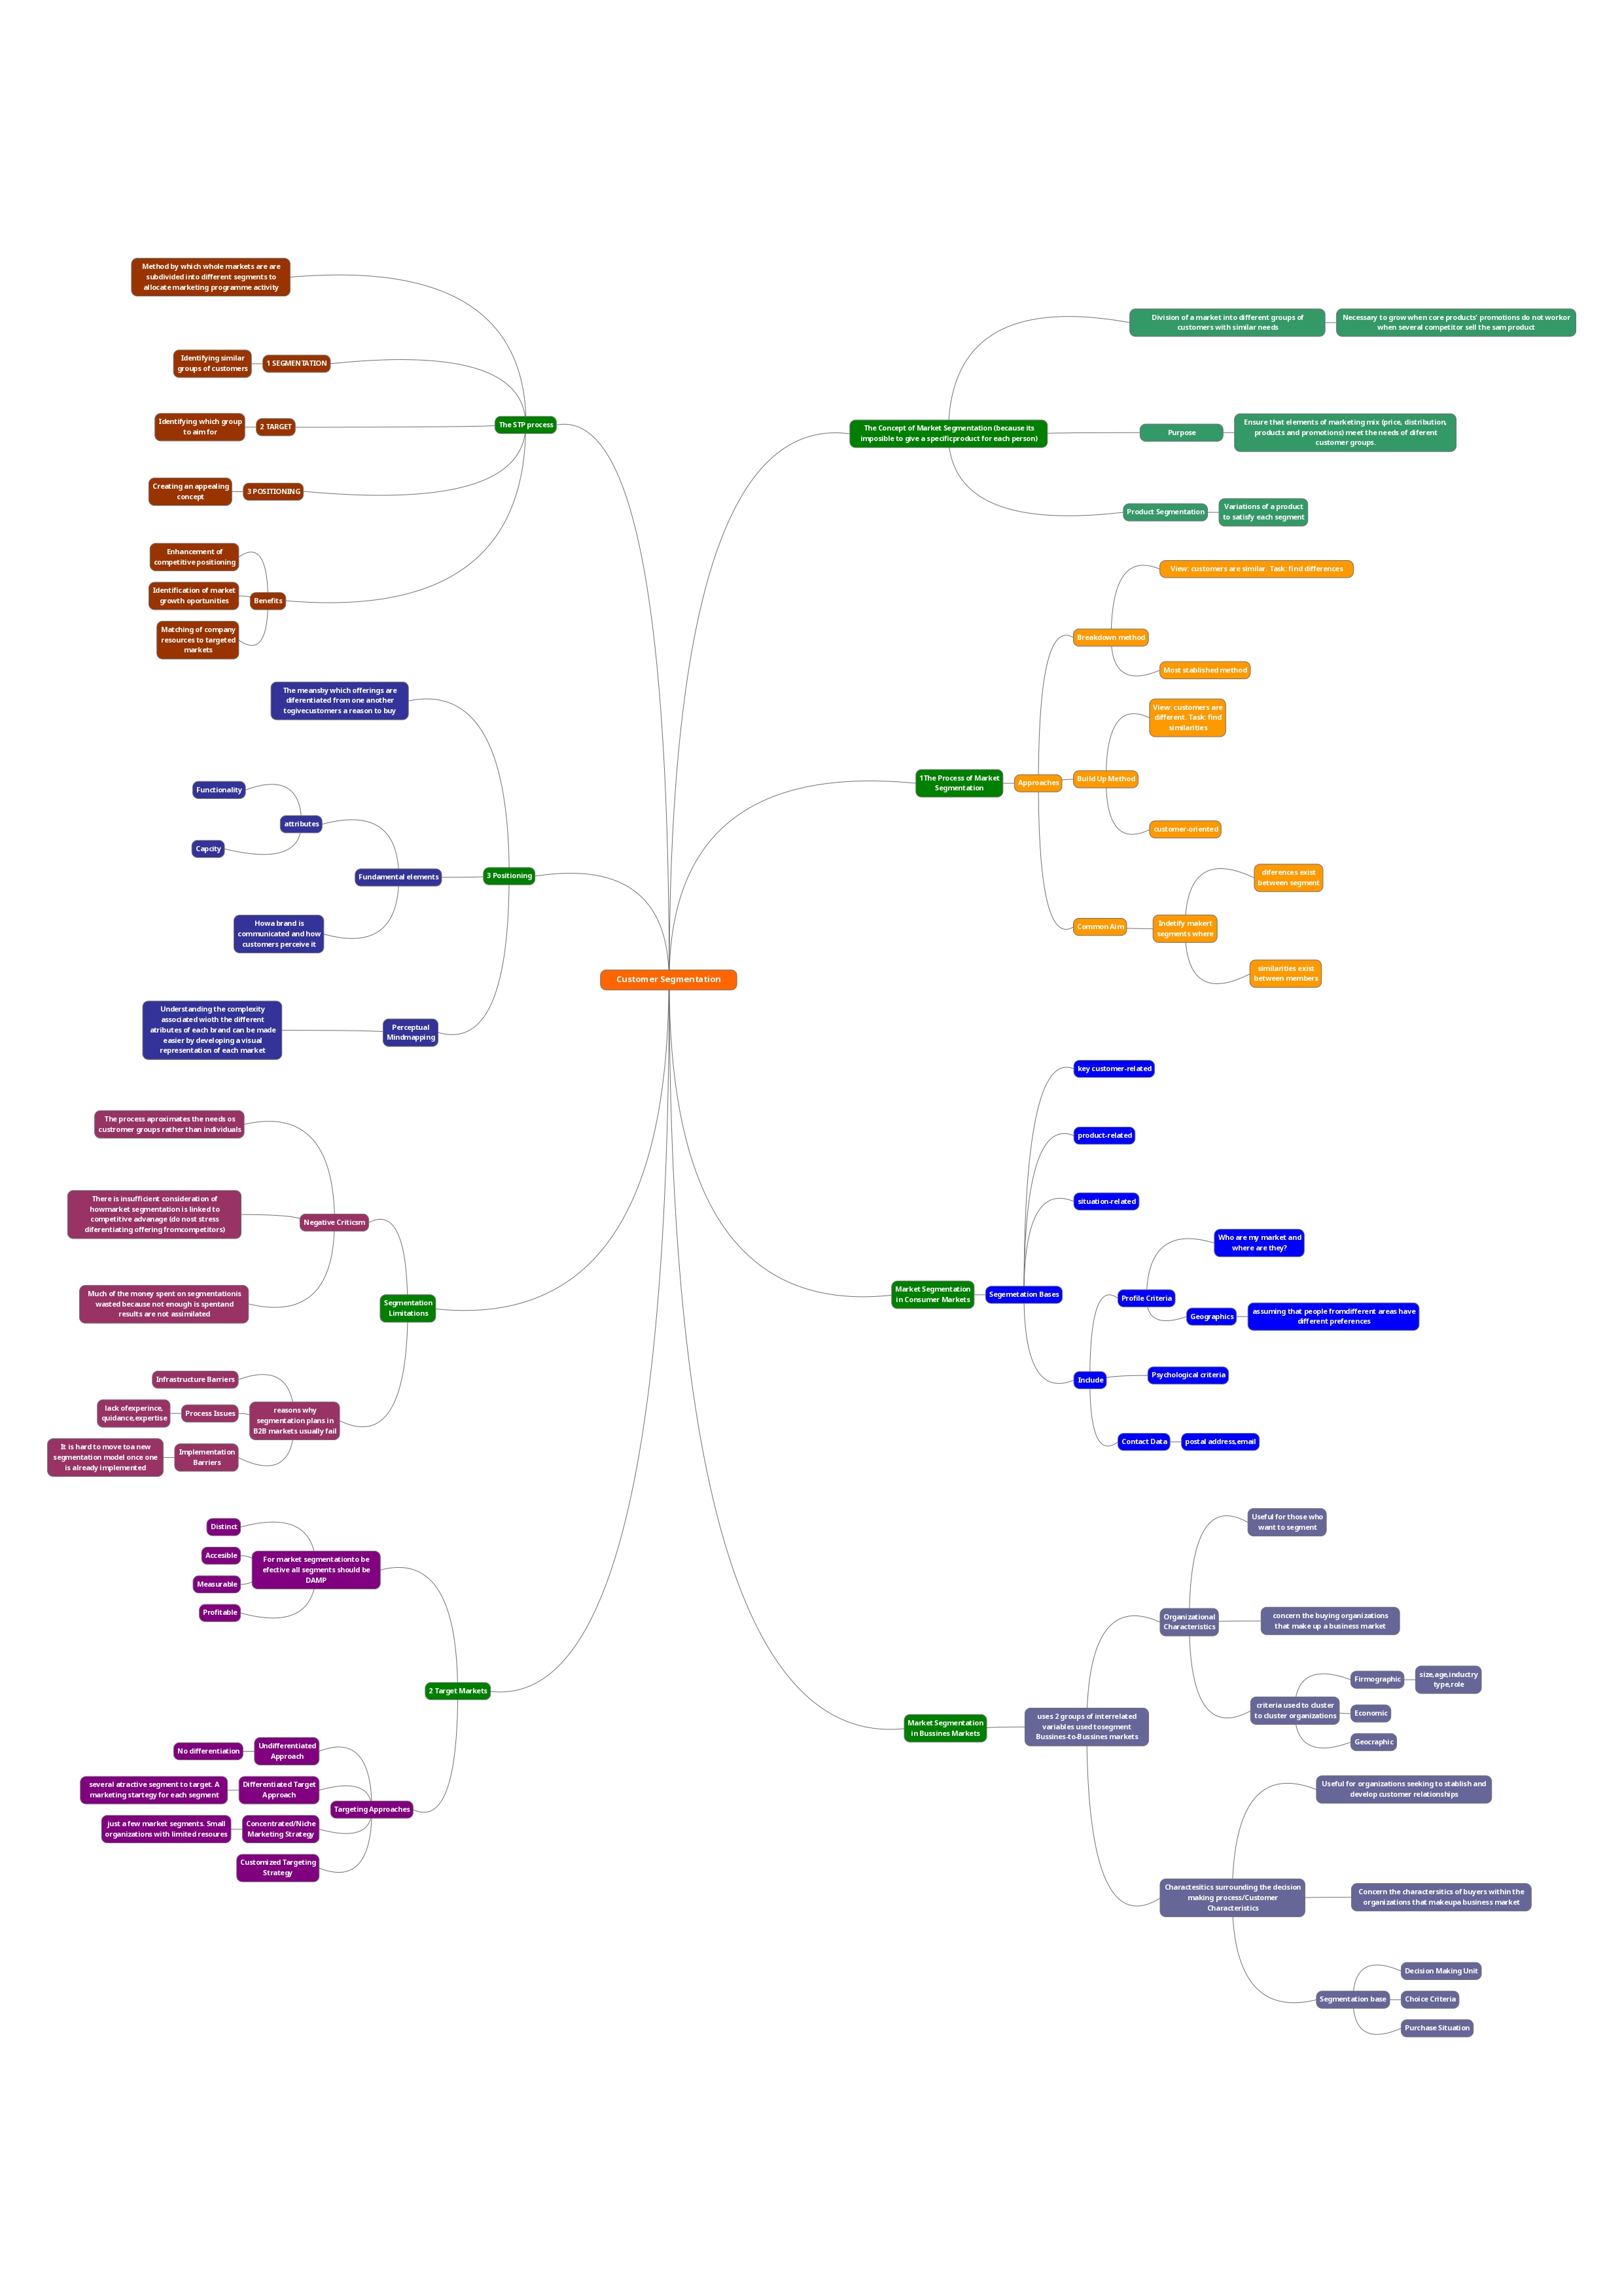 Customer Segmentation
The STP process
Method by which whole markets are are
subdivided into different segments to
allocate marketing programme activity
1 SEGMENTATION
Identifying similar
groups of customers
2 TARGET
Identifying which group
to aim for
3 POSITIONING
Creating an appealing
concept
Benefits
Enhancement of
competitive positioning
Identification of market
growth oportunities
Matching of company
resources to targeted
markets
3 Positioning
The meansby which offerings are
diferentiated from one another
togivecustomers a reason to buy
Fundamental elements
attributes
Functionality
Capcity
Howa brand is
communicated and how
customers perceive it
Perceptual
Mindmapping
Understanding the complexity
associated wioth the different
atributes of each brand can be made
easier by developing a visual
representation of each market
Segmentation
Limitations
Negative Criticsm
The process aproximates the needs os
custromer groups rather than individuals
There is insufficient consideration of
howmarket segmentation is linked to
competitive advanage (do nost stress
diferentiating offering fromcompetitors)
Much of the money spent on segmentationis
wasted because not enough is spentand
results are not assimilated
reasons why
segmentation plans in
B2B markets usually fail
Infrastructure Barriers
Process Issues
lack ofexperince,
quidance,expertise
Implementation
Barriers
It is hard to move toa new
segmentation model once one
is already implemented
2 Target Markets
For market segmentationto be
efective all segments should be
DAMP
Distinct
Accesible
Measurable
Profitable
Targeting Approaches
Undifferentiated
Approach
No differentiation
Differentiated Target
Approach
several atractive segment to target. A
marketing startegy for each segment
Concentrated/Niche
Marketing Strategy
just a few market segments. Small
organizations with limited resoures
Customized Targeting
Strategy
The Concept of Market Segmentation (because its
imposible to give a specificproduct for each person)
Division of a market into different groups of
customers with similar needs
Necessary to grow when core products' promotions do not workor
when several competitor sell the sam product
Purpose
Ensure that elements of marketing mix (price, distribution,
products and promotions) meet the needs of diferent
customer groups.
Product Segmentation
Variations of a product
to satisfy each segment
1The Process of Market
Segmentation
Approaches
Breakdown method
View: customers are similar. Task: find differences
Most stablished method
Build Up Method
View: customers are
different. Task: find
similarities
customer-oriented
Common Aim
Indetify makert
segments where
diferences exist
between segment
similarities exist
between members
Market Segmentation
in Consumer Markets
Segemetation Bases
key customer-related
product-related
situation-related
Include
Profile Criteria
Who are my market and
where are they?
Geographics
assuming that people fromdifferent areas have
different preferences
Psychological criteria
Contact Data
postal address,email
Market Segmentation
in Bussines Markets
uses 2 groups of interrelated
variables used tosegment
Bussines-to-Bussines markets
Organizational
Characteristics
Useful for those who
want to segment
concern the buying organizations
that make up a business market
criteria used to cluster
to cluster organizations
Firmographic
size,age,inductry
type,role
Economic
Geocraphic
Charactesitics surrounding the decision
making process/Customer
Characteristics
Useful for organizations seeking to stablish and
develop customer relationships
Concern the charactersitics of buyers within the
organizations that makeupa business market
Segmentation base
Decision Making Unit
Choice Criteria
Purchase Situation